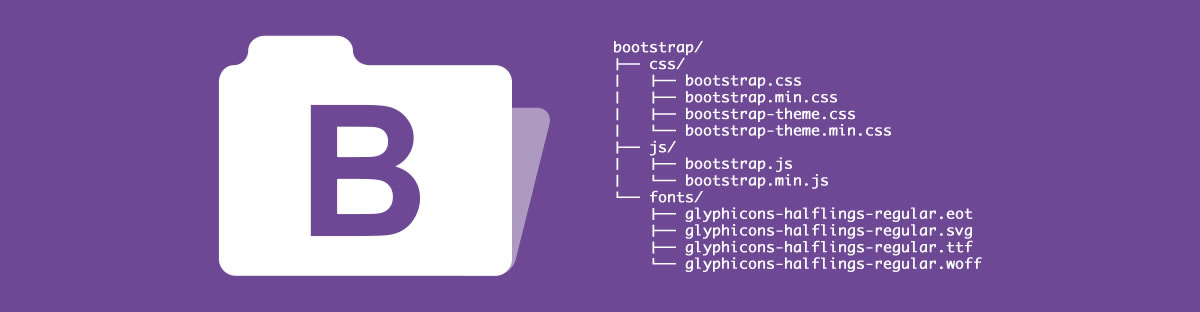 B
bootstrap/
├── css/
│   ├── bootstrap.css
│   ├── bootstrap.min.css
│   ├── bootstrap-theme.css
│   └── bootstrap-theme.min.css
├── js/
│   ├── bootstrap.js
│   └── bootstrap.min.js
└── fonts/
    ├── glyphicons-halflings-regular.eot
    ├── glyphicons-halflings-regular.svg
    ├── glyphicons-halflings-regular.ttf
    └── glyphicons-halflings-regular.woff